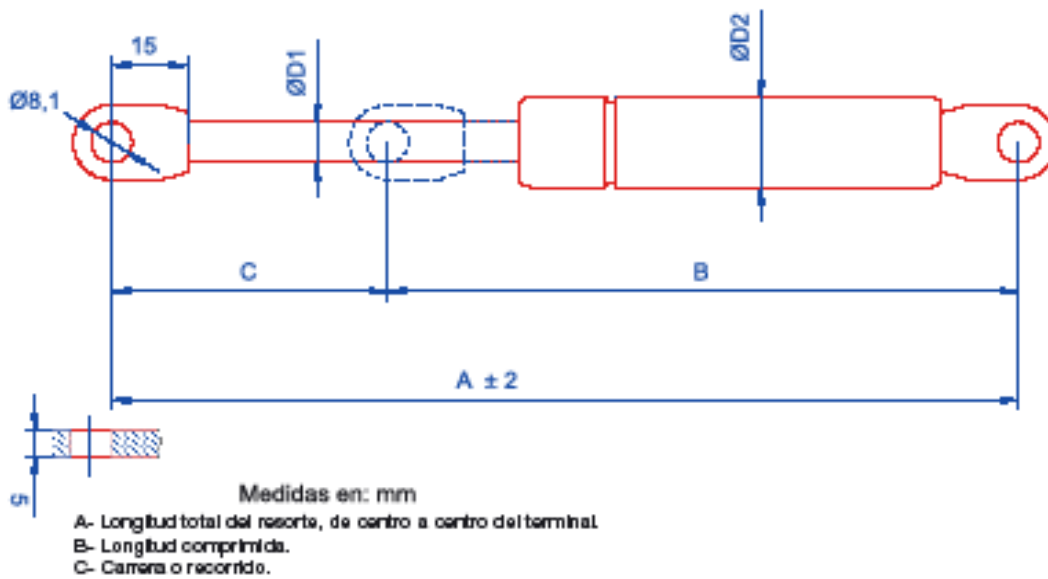 15
ØD1
ØD2
Ø8,1
C
B
A ± 2
5
Medidas en: mm
A- Longitud total del resorte, de centro a centro del terminal.
B- Longitud comprimida.
C- Carrera o recorrido.